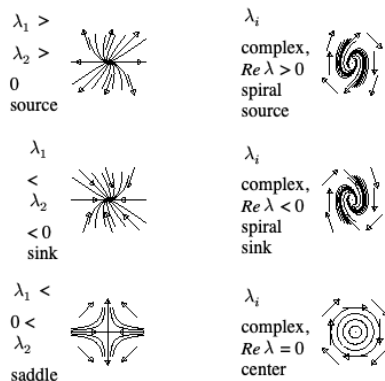 λ₁ >
λ₂ >
0
source
λᵢ
complex,
Re λ > 0
spiral
source
λ₁
<
λ₂
< 0
sink
λᵢ
complex,
Re λ < 0
spiral
sink
λ₁ <
0 <
λ₂
saddle
λᵢ
complex,
Re λ = 0
center